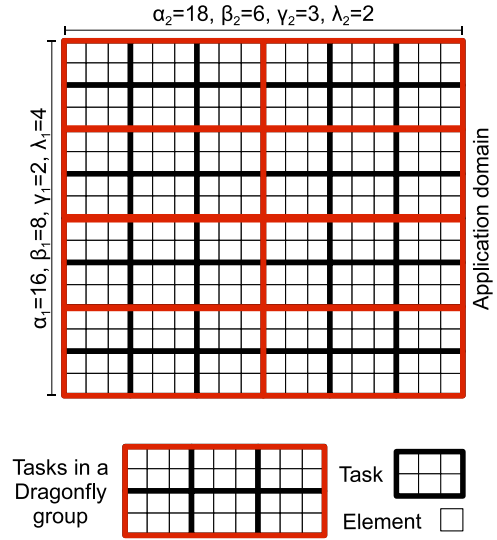 α₂=18, β₂=6, γ₂=3, λ₂=2
α₁=16, β₁=8, γ₁=2, λ₁=4
Application domain
Tasks in a
Dragonfly
group
Task
Element